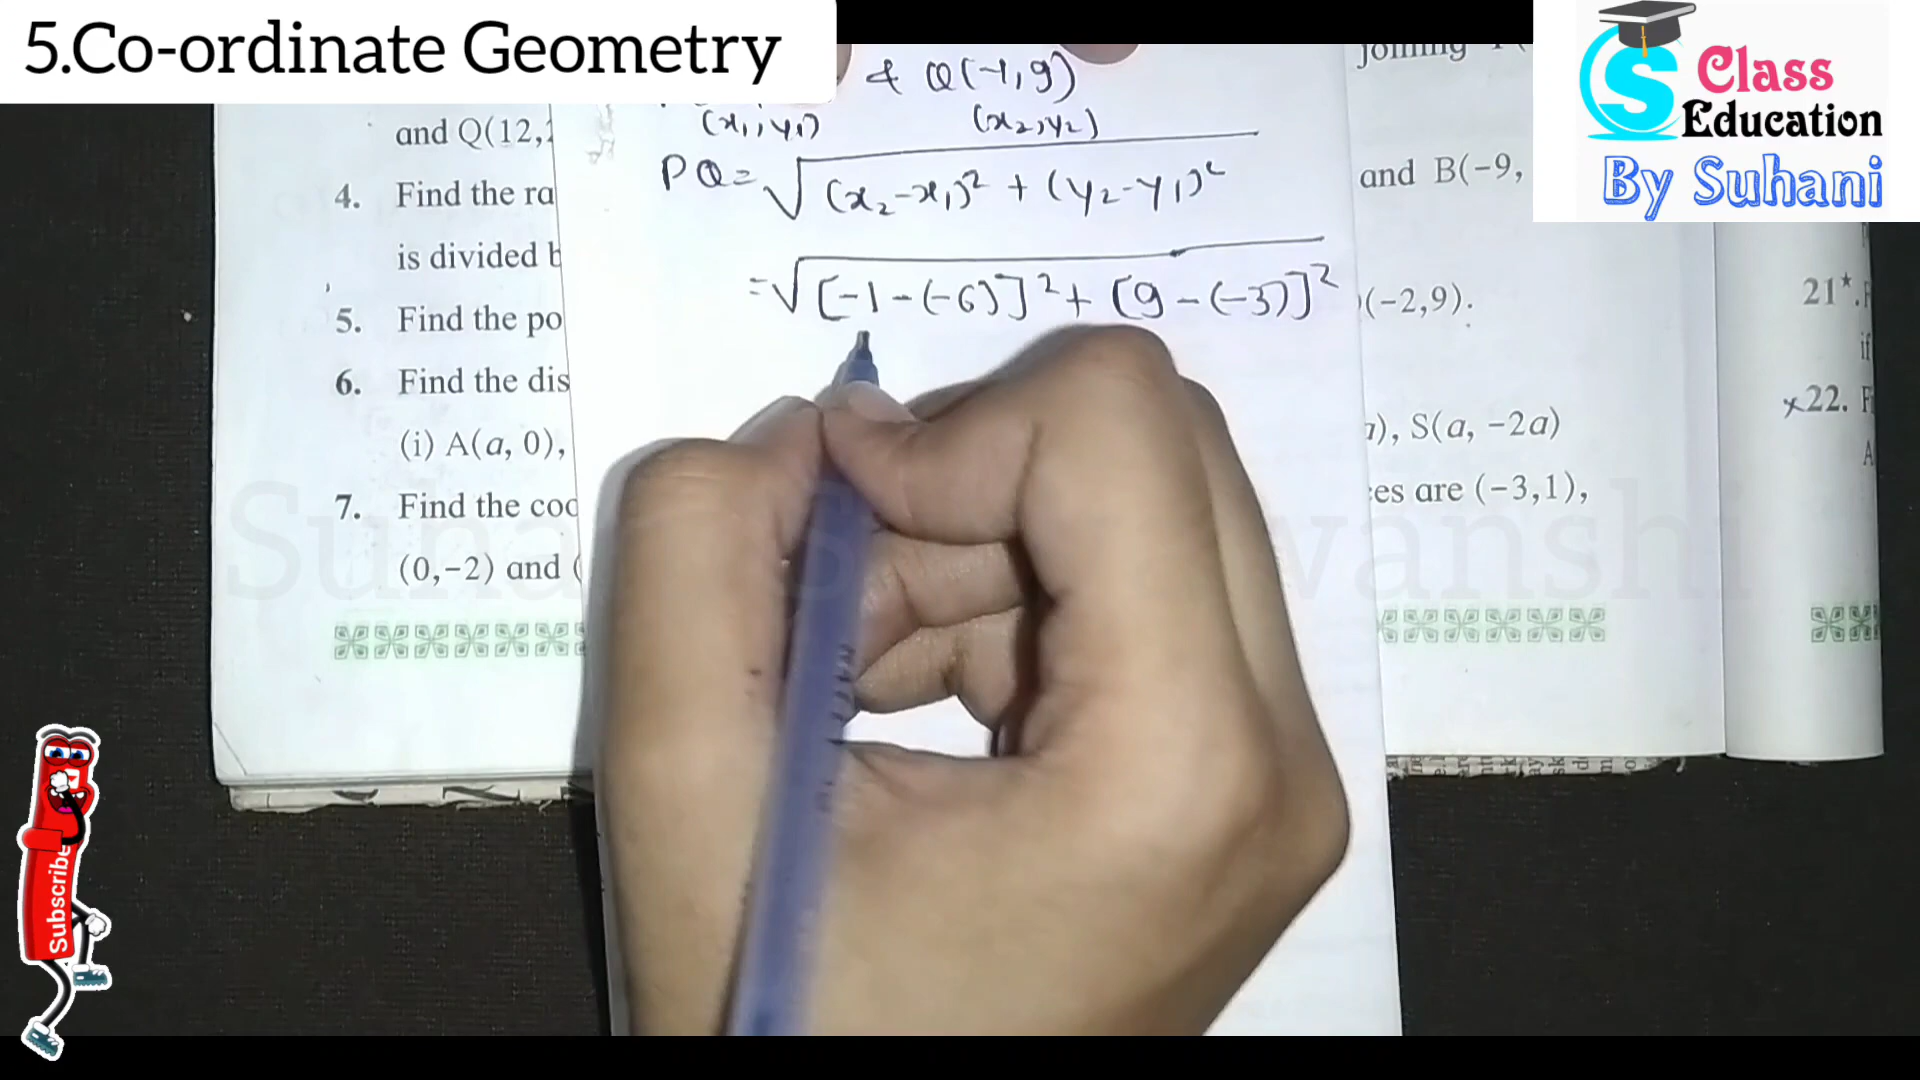 5.Co-ordinate Geometry
& Q(-1,9)
(x₁,y₁) (x₂,y₂)
PQ=√(x₂-x₁)²+(y₂-y₁)²
=√[-1-(-6)]²+[9-(-3)]²
and Q(12,
4. Find the ra
is divided b
5. Find the po
6. Find the dis
(i) A(a, 0),
7. Find the coo
(0,−2) and (
joining
and B(−9,
(−2,9).
), S(a, −2a)
es are (−3,1),
21*.
if
×22.
A
S Class
Education
By Suhani
Subscribe